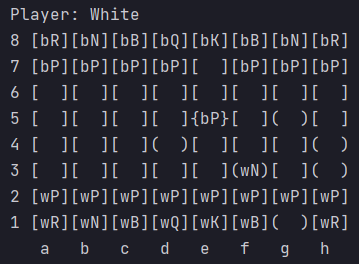 Player: White
8 [bR][bN][bB][bQ][bK][bB][bN][bR]
7 [bP][bP][bP][bP][  ][bP][bP][bP]
6 [  ][  ][  ][  ][  ][  ][  ][  ]
5 [  ][  ][  ][  ]{bP}[  ](  )[  ]
4 [  ][  ][  ](  )[  ][  ][  ](  )
3 [  ][  ][  ][  ][  ](wN)[  ](  )
2 [wP][wP][wP][wP][wP][wP][wP][wP]
1 [wR][wN][wB][wQ][wK][wB](  )[wR]
a b c d e f g h